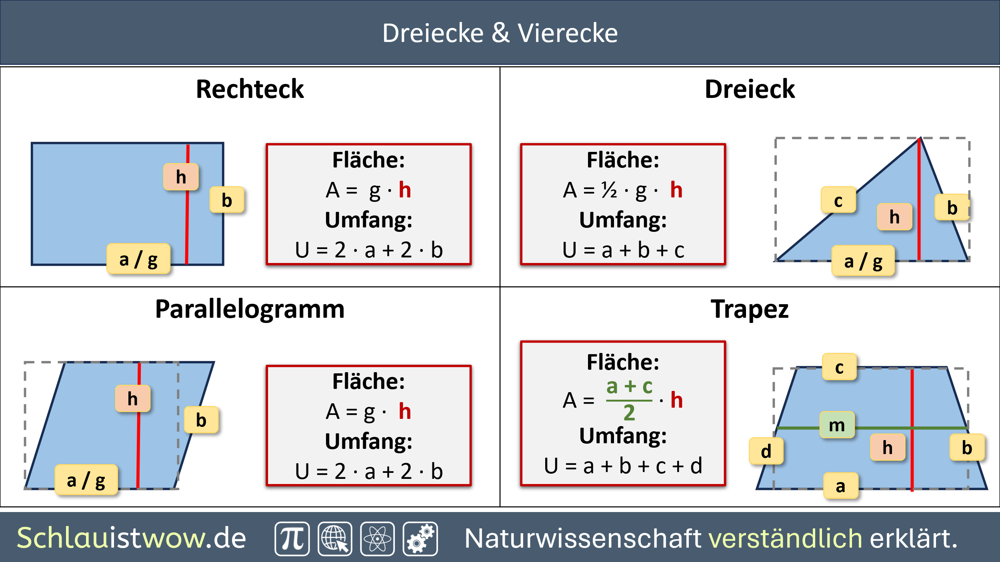 Dreiecke & Vierecke
Rechteck
h
b
a / g
Fläche:
A = g · h
Umfang:
U = 2 · a + 2 · b
Dreieck
Fläche:
A = ½ · g · h
Umfang:
U = a + b + c
c
h
b
a / g
Parallelogramm
h
b
a / g
Fläche:
A = g · h
Umfang:
U = 2 · a + 2 · b
Trapez
Fläche:
a + c
A = · h
2
Umfang:
U = a + b + c + d
c
m
d
h
b
a
Schlauistwow.de
π
Naturwissenschaft verständlich erklärt.